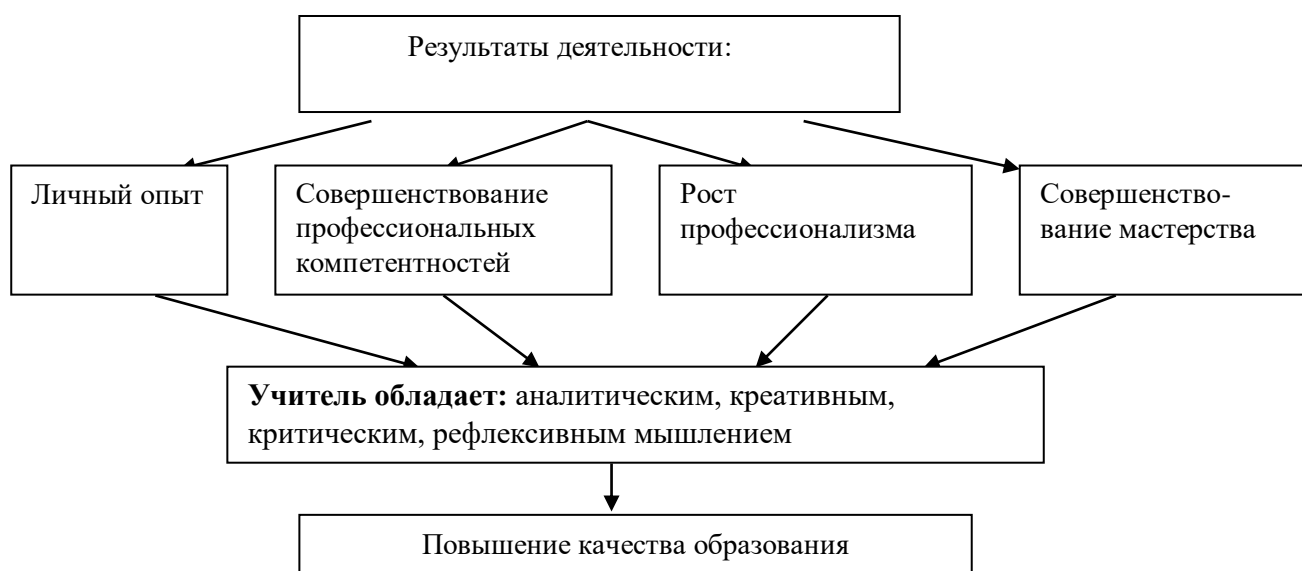 Результаты деятельности:
Личный опыт
Совершенствование
профессиональных
компетентностей
Рост
профессионализма
Совершенство-
вание мастерства
Учитель обладает: аналитическим, креативным,
критическим, рефлексивным мышлением
Повышение качества образования